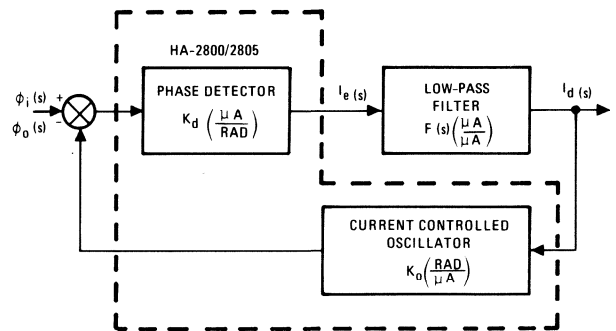 HA-2800/2805
ϕi (s) +
ϕo (s) −
PHASE DETECTOR
Kd (μA/RAD)
Ie (s)
LOW-PASS
FILTER
F (s) (μA/μA)
Id (s)
CURRENT CONTROLLED
OSCILLATOR
Ko (RAD/μA)